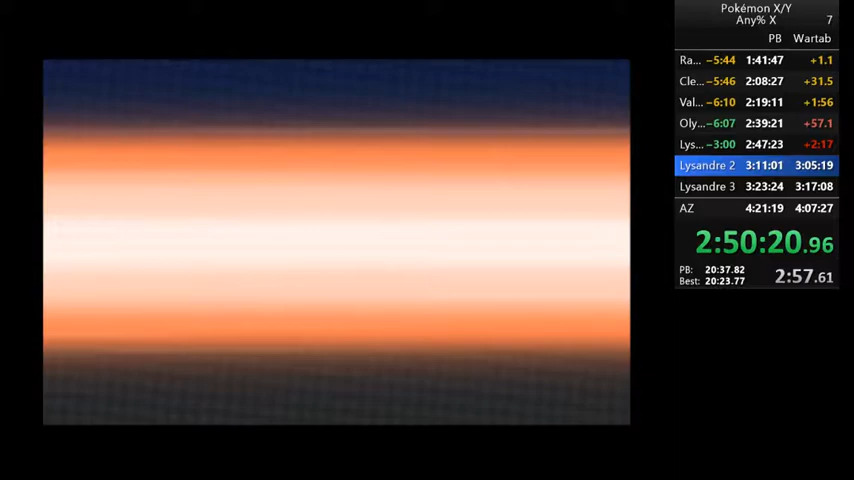 Pokémon X/Y
Any% X 7
PB Wartab
Ra... −5:44 1:41:47 +1.1
Cle... −5:46 2:08:27 +31.5
Val... −6:10 2:19:11 +1:56
Oly... −6:07 2:39:21 +57.1
Lys... −3:00 2:47:23 +2:17
Lysandre 2 3:11:01 3:05:19
Lysandre 3 3:23:24 3:17:08
AZ 4:21:19 4:07:27
2:50:20.96
PB: 20:37.82 2:57.61
Best: 20:23.77